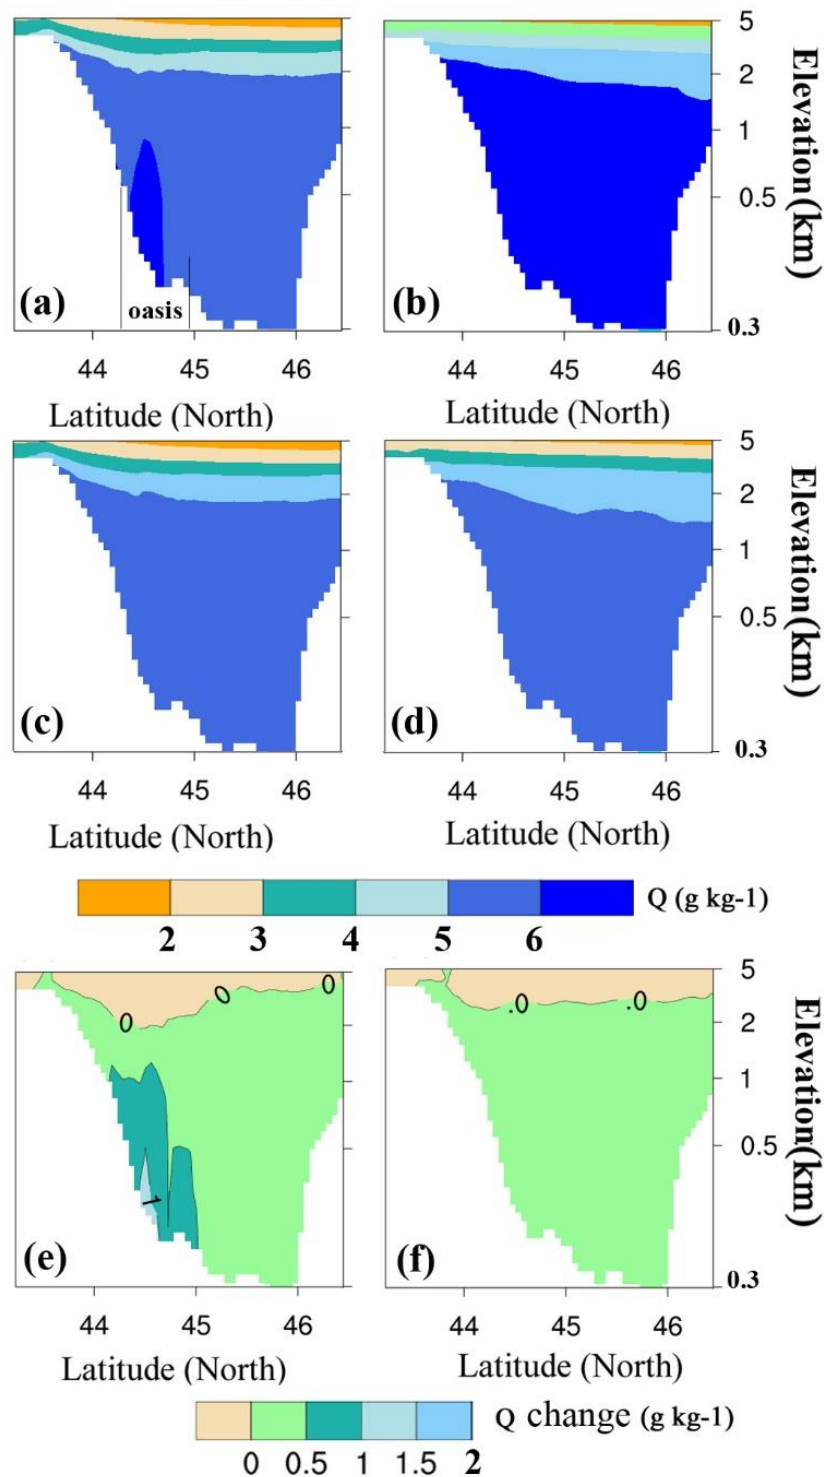 5
2
1
0.5
0.3
Elevation(km)
(a)
oasis
(b)
44 45 46
44 45 46
Latitude (North)
Latitude (North)
5
2
1
0.5
0.3
Elevation(km)
(c)
(d)
44 45 46
44 45 46
Latitude (North)
Latitude (North)
Q (g kg-1)
2 3 4 5 6
0 0 0
.0 .0
5
2
1
0.5
0.3
Elevation(km)
1
(e)
(f)
44 45 46
44 45 46
Latitude (North)
Latitude (North)
Q change (g kg-1)
0 0.5 1 1.5 2